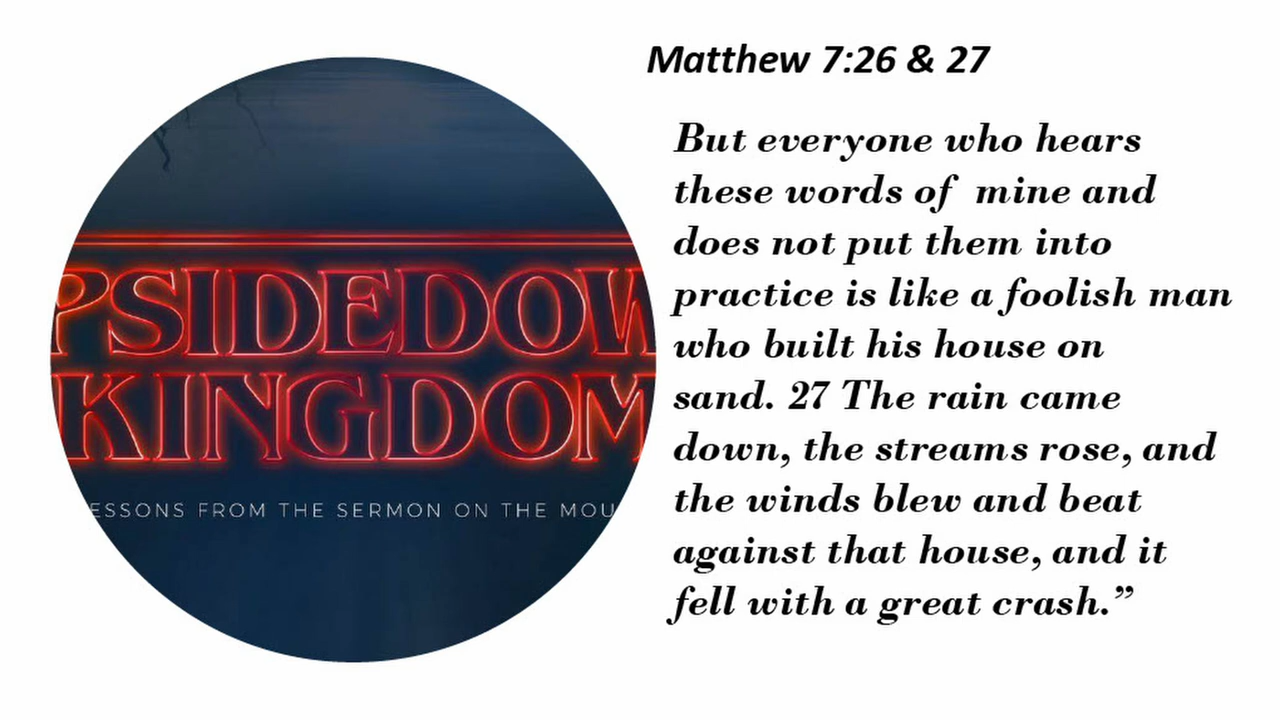 Matthew 7:26 & 27
But everyone who hears
these words of mine and
does not put them into
practice is like a foolish man
who built his house on
sand. 27 The rain came
down, the streams rose, and
the winds blew and beat
against that house, and it
fell with a great crash.”
PSIDEDOW
KINGDOM
ESSONS FROM THE SERMON ON THE MOU